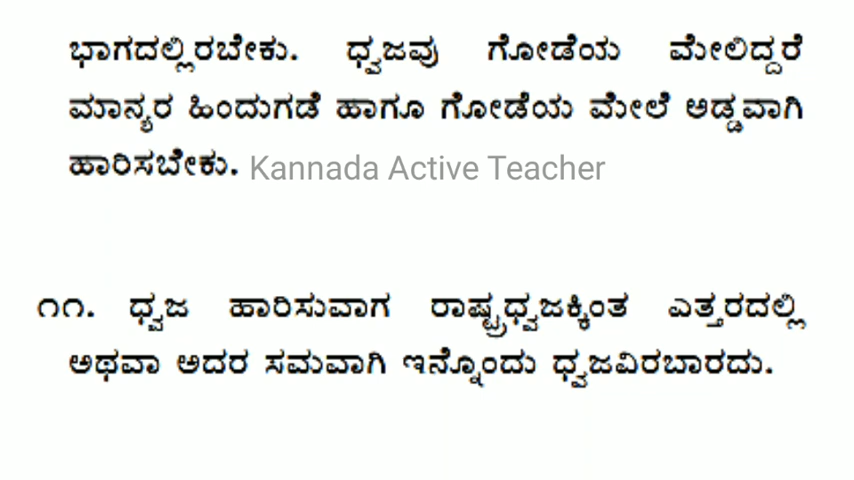 ಭಾಗದಲ್ಲಿರಬೇಕು. ಧ್ವಜವು ಗೋಡೆಯ ಮೇಲಿದ್ದರೆ
ಮಾನ್ಯರ ಹಿಂದುಗಡೆ ಹಾಗೂ ಗೋಡೆಯ ಮೇಲೆ ಅಡ್ಡವಾಗಿ
ಹಾರಿಸಬೇಕು. Kannada Active Teacher
೧೧. ಧ್ವಜ ಹಾರಿಸುವಾಗ ರಾಷ್ಟ್ರಧ್ವಜಕ್ಕಿಂತ ಎತ್ತರದಲ್ಲಿ
ಅಥವಾ ಅದರ ಸಮವಾಗಿ ಇನ್ನೊಂದು ಧ್ವಜವಿರಬಾರದು.